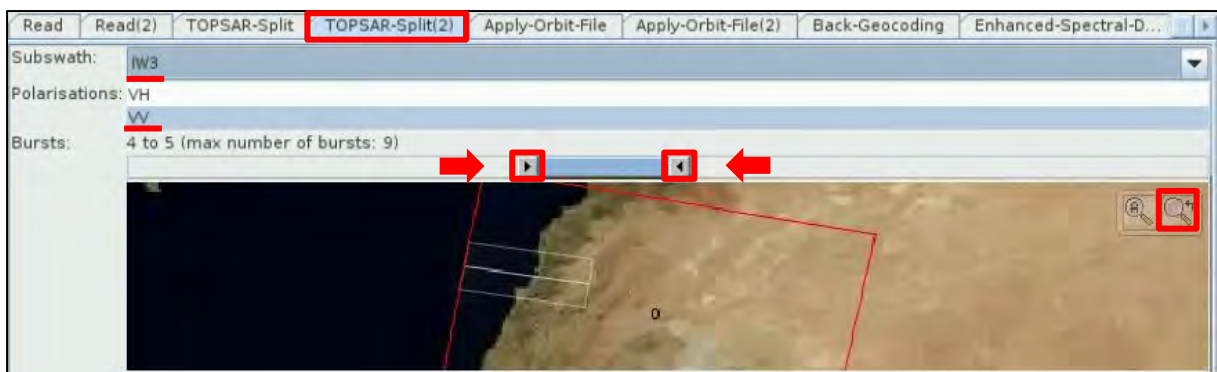 Read Read(2) TOPSAR-Split TOPSAR-Split(2) Apply-Orbit-File Apply-Orbit-File(2) Back-Geocoding Enhanced-Spectral-D...
Subswath: IW3
Polarisations: VH
VV
Bursts: 4 to 5 (max number of bursts: 9)
0